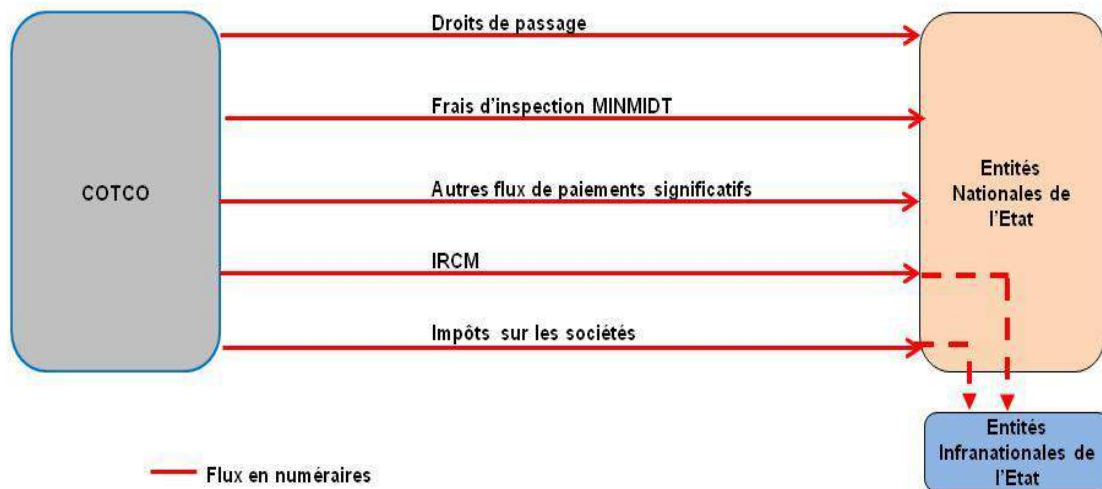 Droits de passage
Frais d'inspection MINMIDT
COTCO
Autres flux de paiements significatifs
Entités
Nationales de
l'Etat
IRCM
Impôts sur les sociétés
Entités
Infranationales de
l'Etat
Flux en numéraires